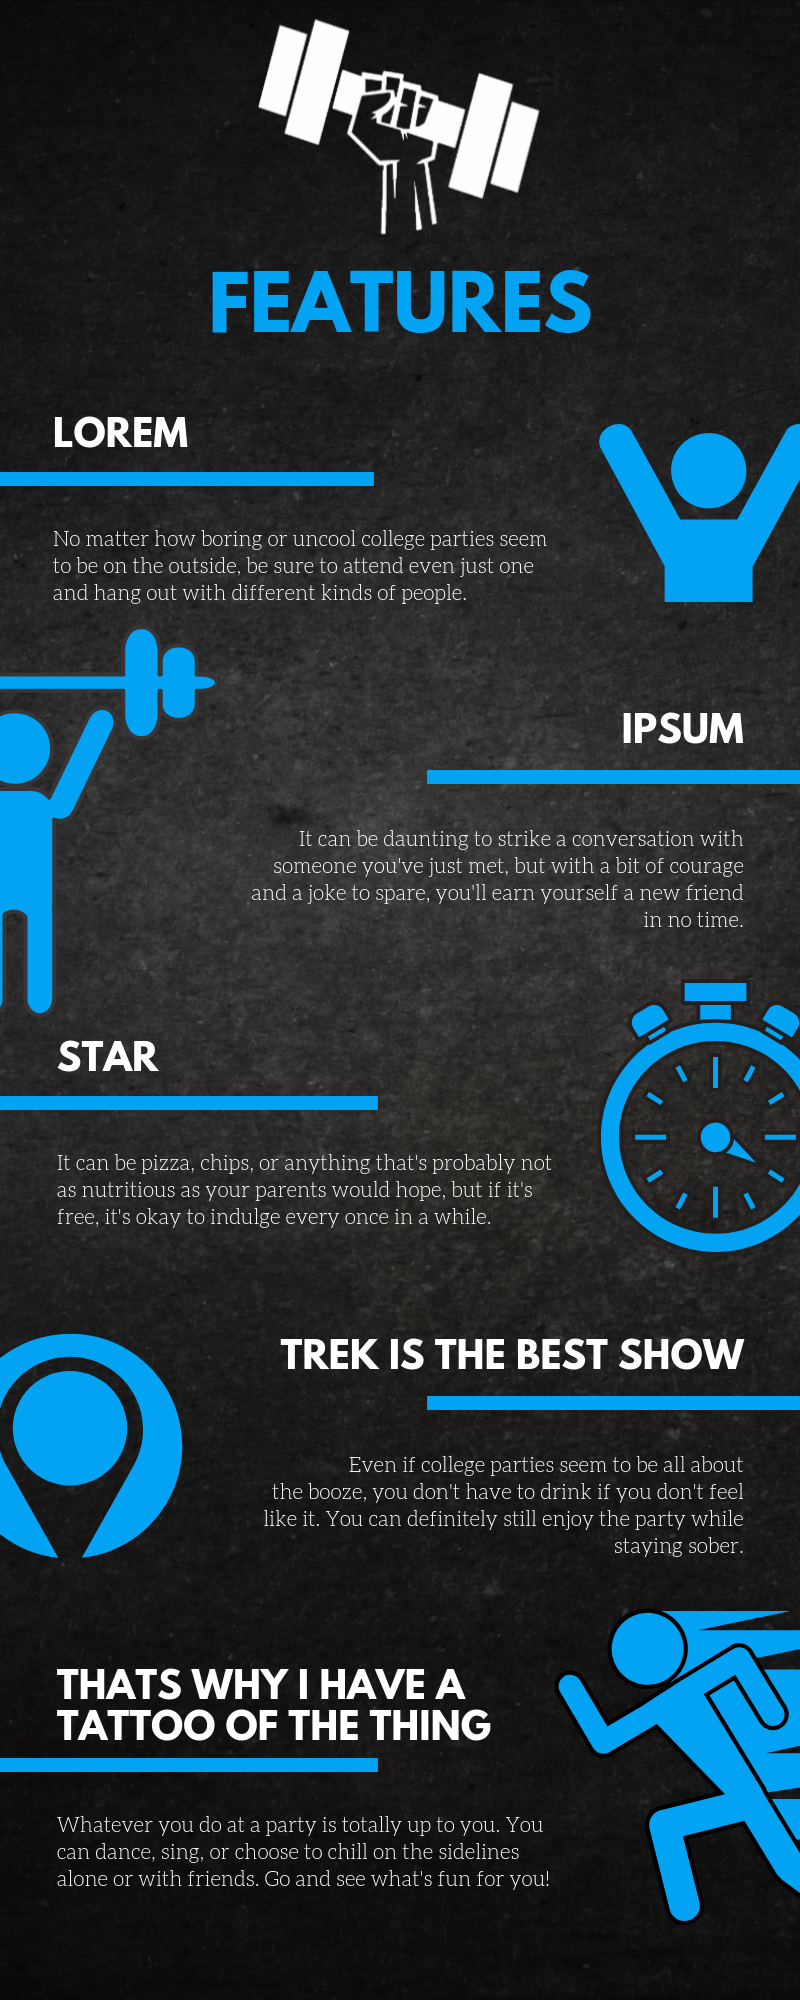 FEATURES
LOREM
No matter how boring or uncool college parties seem
to be on the outside, be sure to attend even just one
and hang out with different kinds of people.
IPSUM
It can be daunting to strike a conversation with
someone you've just met, but with a bit of courage
and a joke to spare, you'll earn yourself a new friend
in no time.
STAR
It can be pizza, chips, or anything that's probably not
as nutritious as your parents would hope, but if it's
free, it's okay to indulge every once in a while.
TREK IS THE BEST SHOW
Even if college parties seem to be all about
the booze, you don't have to drink if you don't feel
like it. You can definitely still enjoy the party while
staying sober.
THATS WHY I HAVE A
TATTOO OF THE THING
Whatever you do at a party is totally up to you. You
can dance, sing, or choose to chill on the sidelines
alone or with friends. Go and see what's fun for you!